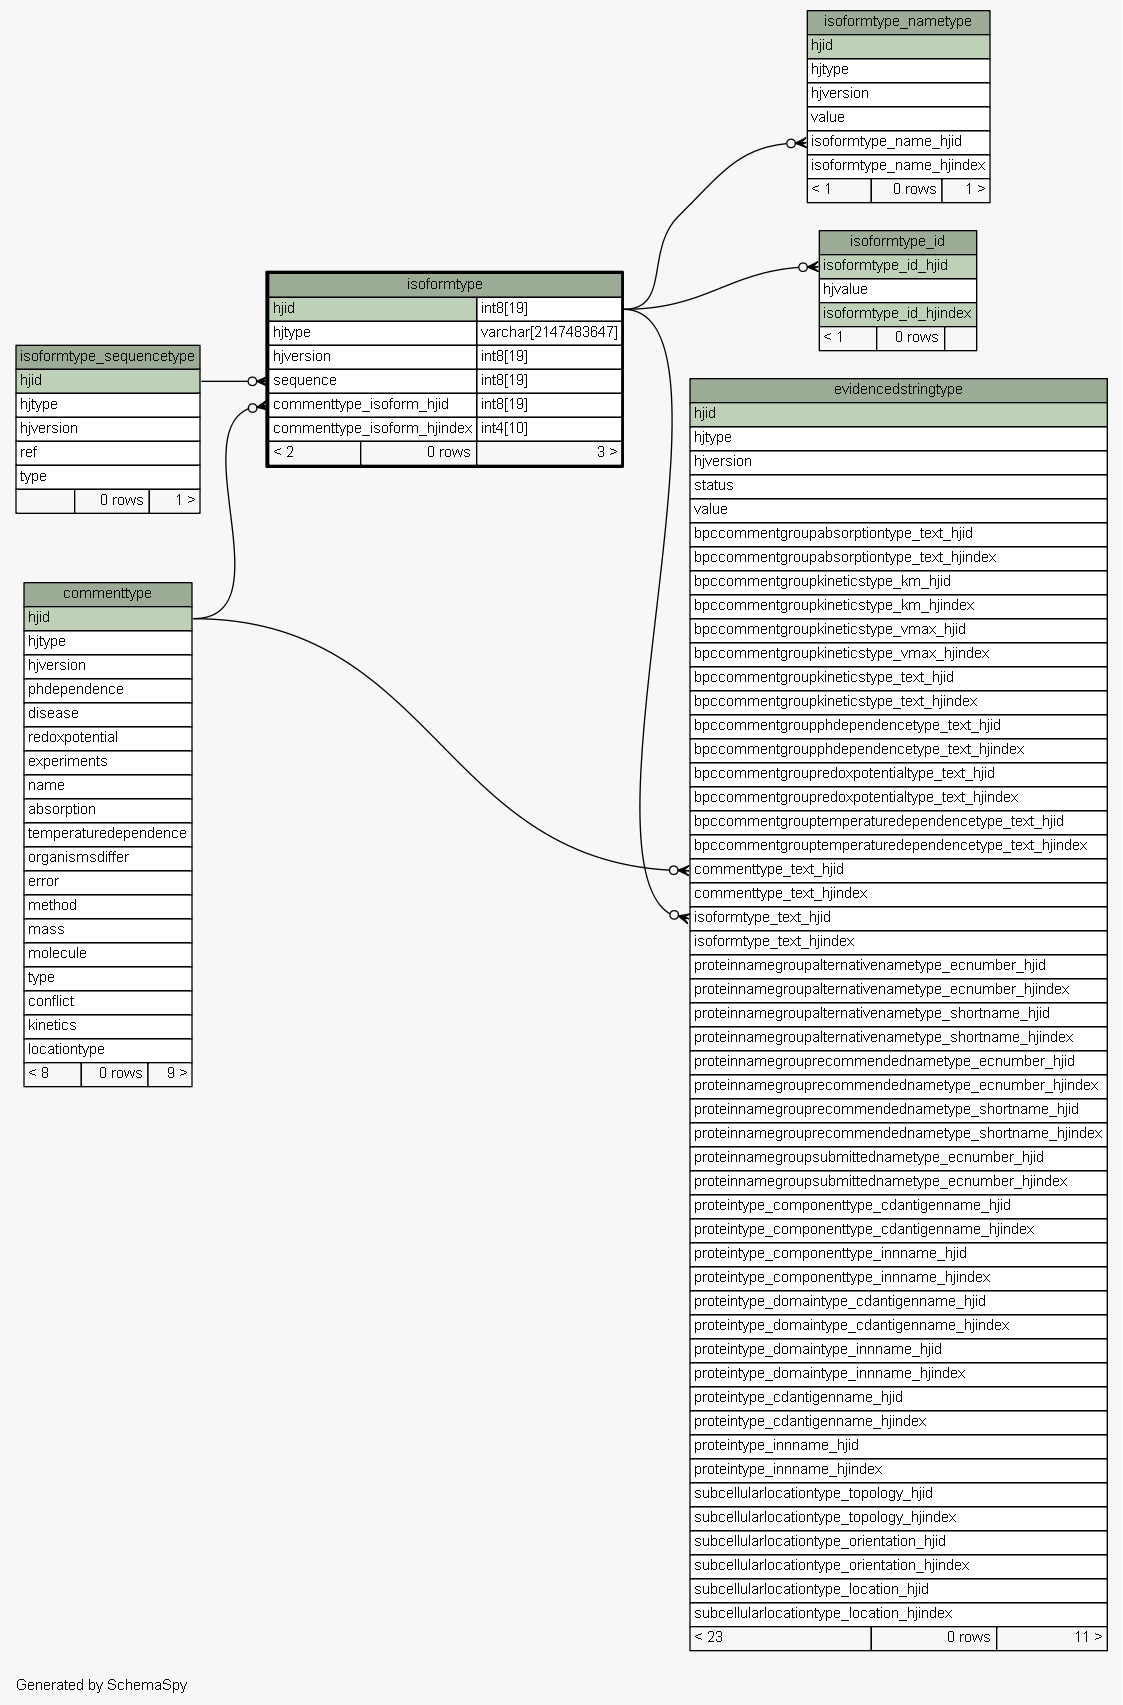 isoformtype_nametype
hjid
hjtype
hjversion
value
isoformtype_name_hjid
isoformtype_name_hjindex
< 1 0 rows 1 >
isoformtype_id
isoformtype_id_hjid
hjvalue
isoformtype_id_hjindex
< 1 0 rows
isoformtype
hjid int8[19]
hjtype varchar[2147483647]
hjversion int8[19]
sequence int8[19]
commenttype_isoform_hjid int8[19]
commenttype_isoform_hjindex int4[10]
< 2 0 rows 3 >
isoformtype_sequencetype
hjid
hjtype
hjversion
ref
type
0 rows 1 >
commenttype
hjid
hjtype
hjversion
phdependence
disease
redoxpotential
experiments
name
absorption
temperaturedependence
organismsdiffer
error
method
mass
molecule
type
conflict
kinetics
locationtype
< 8 0 rows 9 >
evidencedstringtype
hjid
hjtype
hjversion
status
value
bpccommentgroupabsorptiontype_text_hjid
bpccommentgroupabsorptiontype_text_hjindex
bpccommentgroupkineticstype_km_hjid
bpccommentgroupkineticstype_km_hjindex
bpccommentgroupkineticstype_vmax_hjid
bpccommentgroupkineticstype_vmax_hjindex
bpccommentgroupkineticstype_text_hjid
bpccommentgroupkineticstype_text_hjindex
bpccommentgroupphdependencetype_text_hjid
bpccommentgroupphdependencetype_text_hjindex
bpccommentgroupredoxpotentialtype_text_hjid
bpccommentgroupredoxpotentialtype_text_hjindex
bpccommentgrouptemperaturedependencetype_text_hjid
bpccommentgrouptemperaturedependencetype_text_hjindex
commenttype_text_hjid
commenttype_text_hjindex
isoformtype_text_hjid
isoformtype_text_hjindex
proteinnamegroupalternativenametype_ecnumber_hjid
proteinnamegroupalternativenametype_ecnumber_hjindex
proteinnamegroupalternativenametype_shortname_hjid
proteinnamegroupalternativenametype_shortname_hjindex
proteinnamegrouprecommendednametype_ecnumber_hjid
proteinnamegrouprecommendednametype_ecnumber_hjindex
proteinnamegrouprecommendednametype_shortname_hjid
proteinnamegrouprecommendednametype_shortname_hjindex
proteinnamegroupsubmittednametype_ecnumber_hjid
proteinnamegroupsubmittednametype_ecnumber_hjindex
proteintype_componenttype_cdantigenname_hjid
proteintype_componenttype_cdantigenname_hjindex
proteintype_componenttype_innname_hjid
proteintype_componenttype_innname_hjindex
proteintype_domaintype_cdantigenname_hjid
proteintype_domaintype_cdantigenname_hjindex
proteintype_domaintype_innname_hjid
proteintype_domaintype_innname_hjindex
proteintype_cdantigenname_hjid
proteintype_cdantigenname_hjindex
proteintype_innname_hjid
proteintype_innname_hjindex
subcellularlocationtype_topology_hjid
subcellularlocationtype_topology_hjindex
subcellularlocationtype_orientation_hjid
subcellularlocationtype_orientation_hjindex
subcellularlocationtype_location_hjid
subcellularlocationtype_location_hjindex
< 23 0 rows 11 >
Generated by SchemaSpy